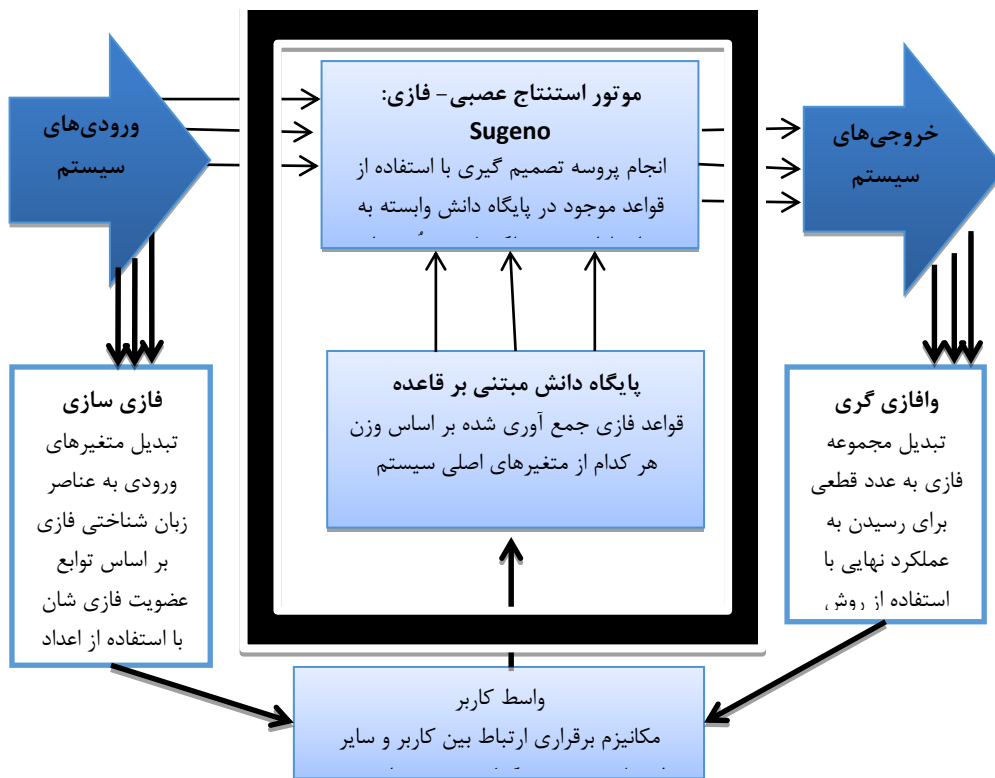 ورودی‌های
سیستم
موتور استنتاج عصبی– فازی:
Sugeno
انجام پروسه تصمیم گیری با استفاده از
قواعد موجود در پایگاه دانش وابسته به
خروجی‌های
سیستم
فازی سازی
تبدیل متغیرهای
ورودی به عناصر
زبان شناختی فازی
بر اساس توابع
عضویت فازی شان
با استفاده از اعداد
پایگاه دانش مبتنی بر قاعده
قواعد فازی جمع آوری شده بر اساس وزن
هر کدام از متغیرهای اصلی سیستم
وافازی گری
تبدیل مجموعه
فازی به عدد قطعی
برای رسیدن به
عملکرد نهایی با
استفاده از روش
واسط کاربر
مکانیزم برقراری ارتباط بین کاربر و سایر